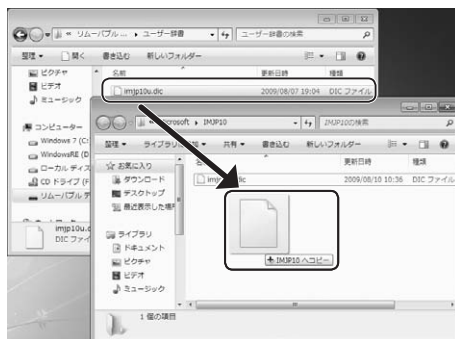 « リムーバブル... ▸ ユーザー辞書
ユーザー辞書の検索
整理 ▼
開く
書き込む
新しいフォルダー
ピクチャ
ビデオ
ミュージック
コンピューター
Windows 7 (C:
WindowsRE (D
ローカル ディス
CD ドライブ (F
リムーバブル デ
名前
更新日時
種類
imjp10u.dic
2009/08/07 19:04
DIC ファイル
imjp10u.d
DIC ファイ
« Microsoft ▸ IMJP10
IMJP10の検索
整理 ▼
共有 ▼
書き込む
新しいフォルダー
お気に入り
ダウンロード
デスクトップ
最近表示した場所
ライブラリ
ドキュメント
ピクチャ
ビデオ
ミュージック
更新日時
種類
2009/08/10 10:36
DIC ファイル
IMJP10 へコピー
1 個の項目